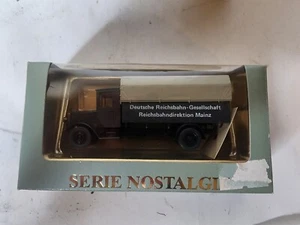 Deutsche Reichsbahn-Gesellschaft
Reichsbahndirektion Mainz
SERIE NOSTALGI